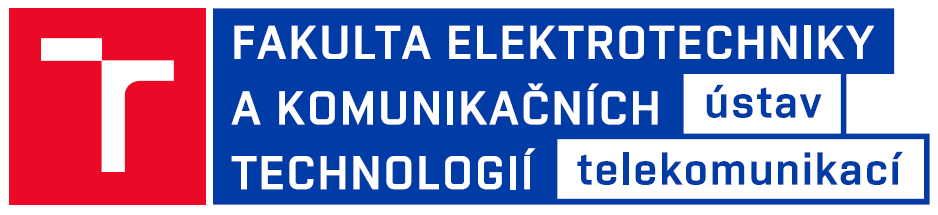 FAKULTA ELEKTROTECHNIKY
A KOMUNIKAČNÍCH ústav
TECHNOLOGIÍ telekomunikací